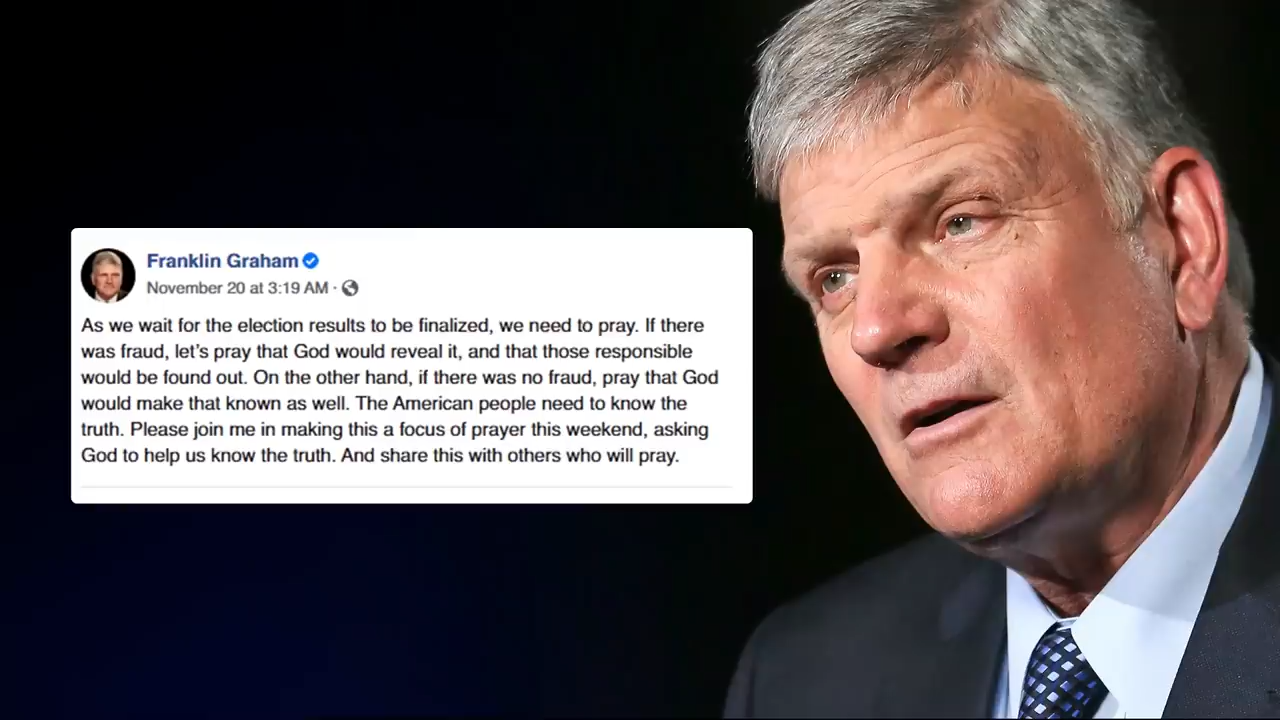 Franklin Graham
November 20 at 3:19 AM ·
As we wait for the election results to be finalized, we need to pray. If there
was fraud, let's pray that God would reveal it, and that those responsible
would be found out. On the other hand, if there was no fraud, pray that God
would make that known as well. The American people need to know the
truth. Please join me in making this a focus of prayer this weekend, asking
God to help us know the truth. And share this with others who will pray.